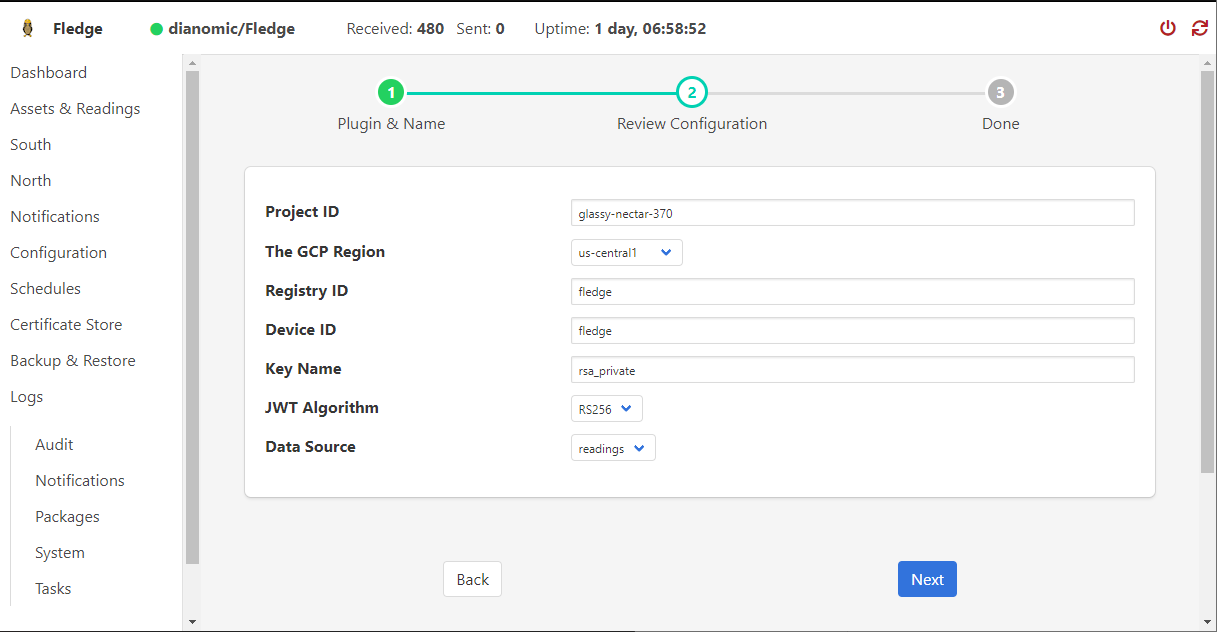 Fledge dianomic/Fledge Received: 480 Sent: 0 Uptime: 1 day, 06:58:52
Dashboard
Assets & Readings
South
North
Notifications
Configuration
Schedules
Certificate Store
Backup & Restore
Logs
Audit
Notifications
Packages
System
Tasks
1 2 3
Plugin & Name Review Configuration Done
Project ID glassy-nectar-370
The GCP Region us-central1
Registry ID fledge
Device ID fledge
Key Name rsa_private
JWT Algorithm RS256
Data Source readings
Back Next